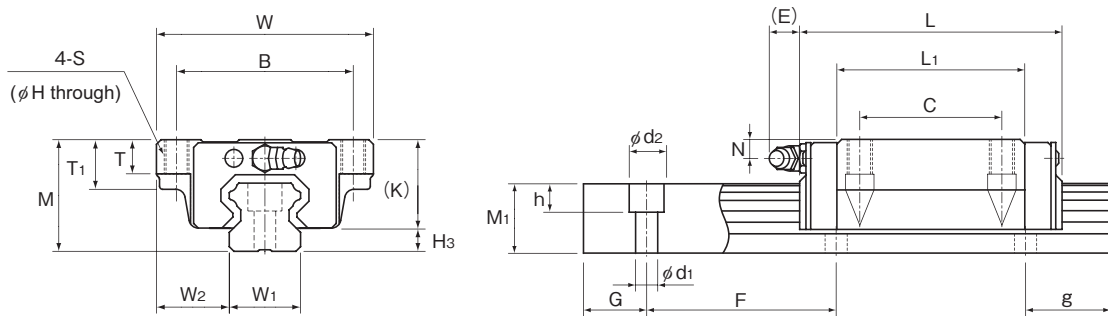 W
4-S
B
(φH through)
T
T1
M
(K)
H3
W2
W1
(E)
L
L1
C
φd2
N
h
M1
φd1
G
F
g